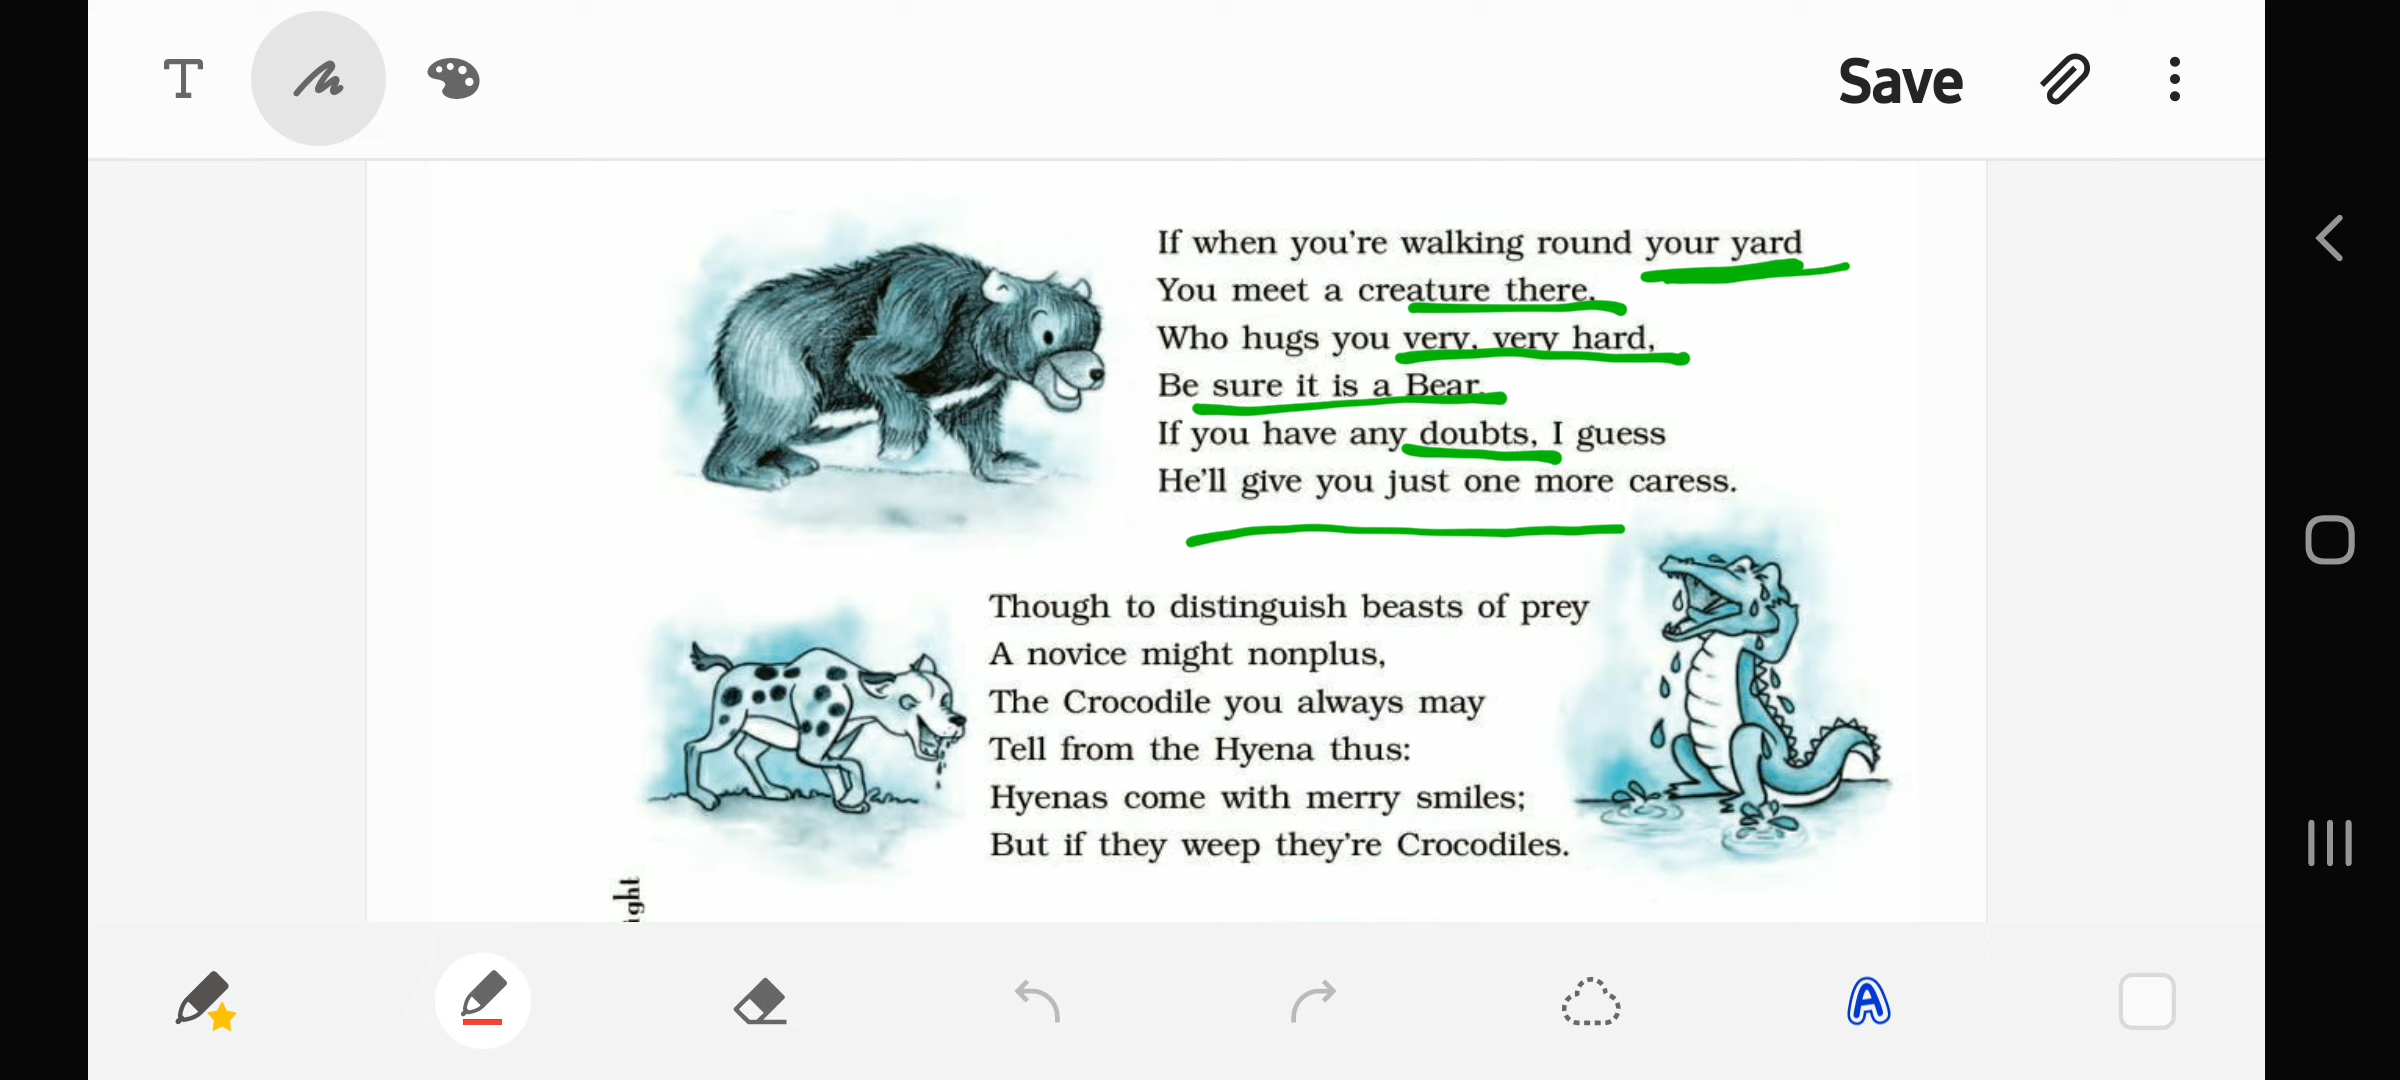 T
Save
If when you're walking round your yard
You meet a creature there,
Who hugs you very, very hard,
Be sure it is a Bear.
If you have any doubts, I guess
He'll give you just one more caress.
Though to distinguish beasts of prey
A novice might nonplus,
The Crocodile you always may
Tell from the Hyena thus:
Hyenas come with merry smiles;
But if they weep they're Crocodiles.
ight
A